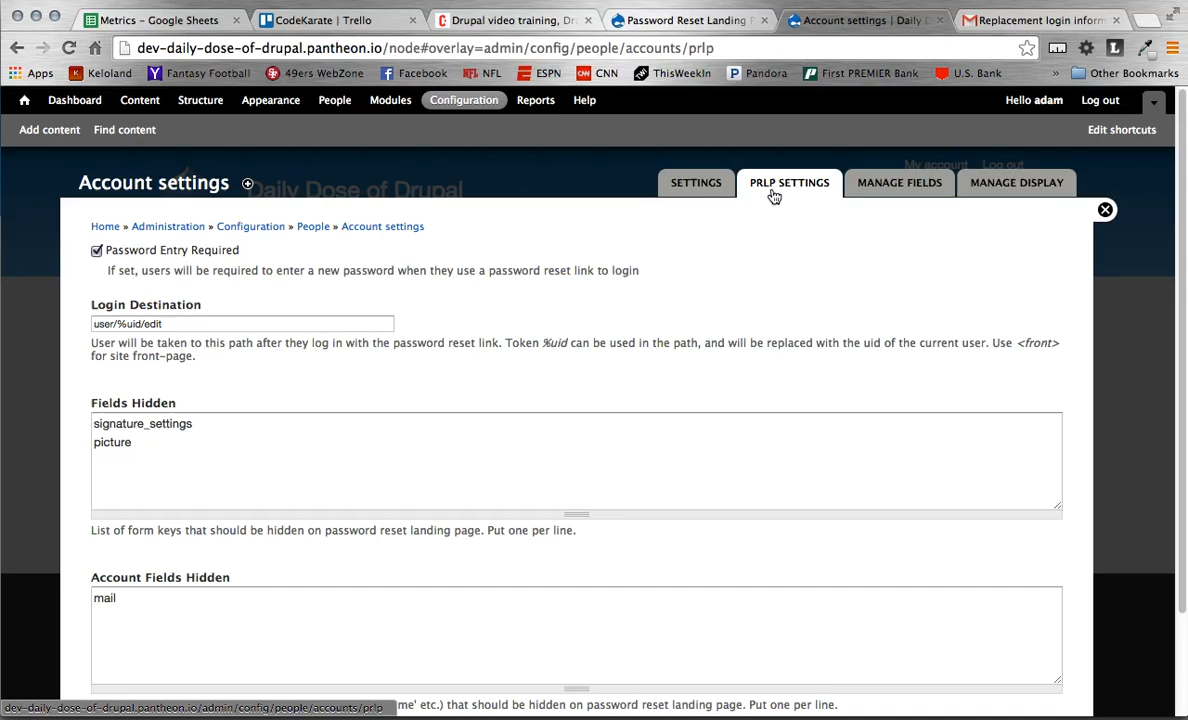 Metrics - Google Sheets
CodeKarate | Trello
Drupal video training, Dr
Password Reset Landing P
Account settings | Daily D
Replacement login inform
dev-daily-dose-of-drupal.pantheon.io/node#overlay=admin/config/people/accounts/prlp
Apps Keloland Fantasy Football 49ers WebZone Facebook NFL ESPN CNN ThisWeekIn Pandora First PREMIER Bank U.S. Bank » Other Bookmarks
Dashboard Content Structure Appearance People Modules Configuration Reports Help Hello adam Log out
Add content Find content Edit shortcuts
My account Log out
Daily Dose of Drupal
Account settings
SETTINGS PRLP SETTINGS MANAGE FIELDS MANAGE DISPLAY
Home » Administration » Configuration » People » Account settings
Password Entry Required
If set, users will be required to enter a new password when they use a password reset link to login
Login Destination
user/%uid/edit
User will be taken to this path after they log in with the password reset link. Token %uid can be used in the path, and will be replaced with the uid of the current user. Use <front>
for site front-page.
Fields Hidden
signature_settings
picture
List of form keys that should be hidden on password reset landing page. Put one per line.
Account Fields Hidden
mail
dev-daily-dose-of-drupal.pantheon.io/admin/config/people/accounts/prlp
me' etc.) that should be hidden on password reset landing page. Put one per line.